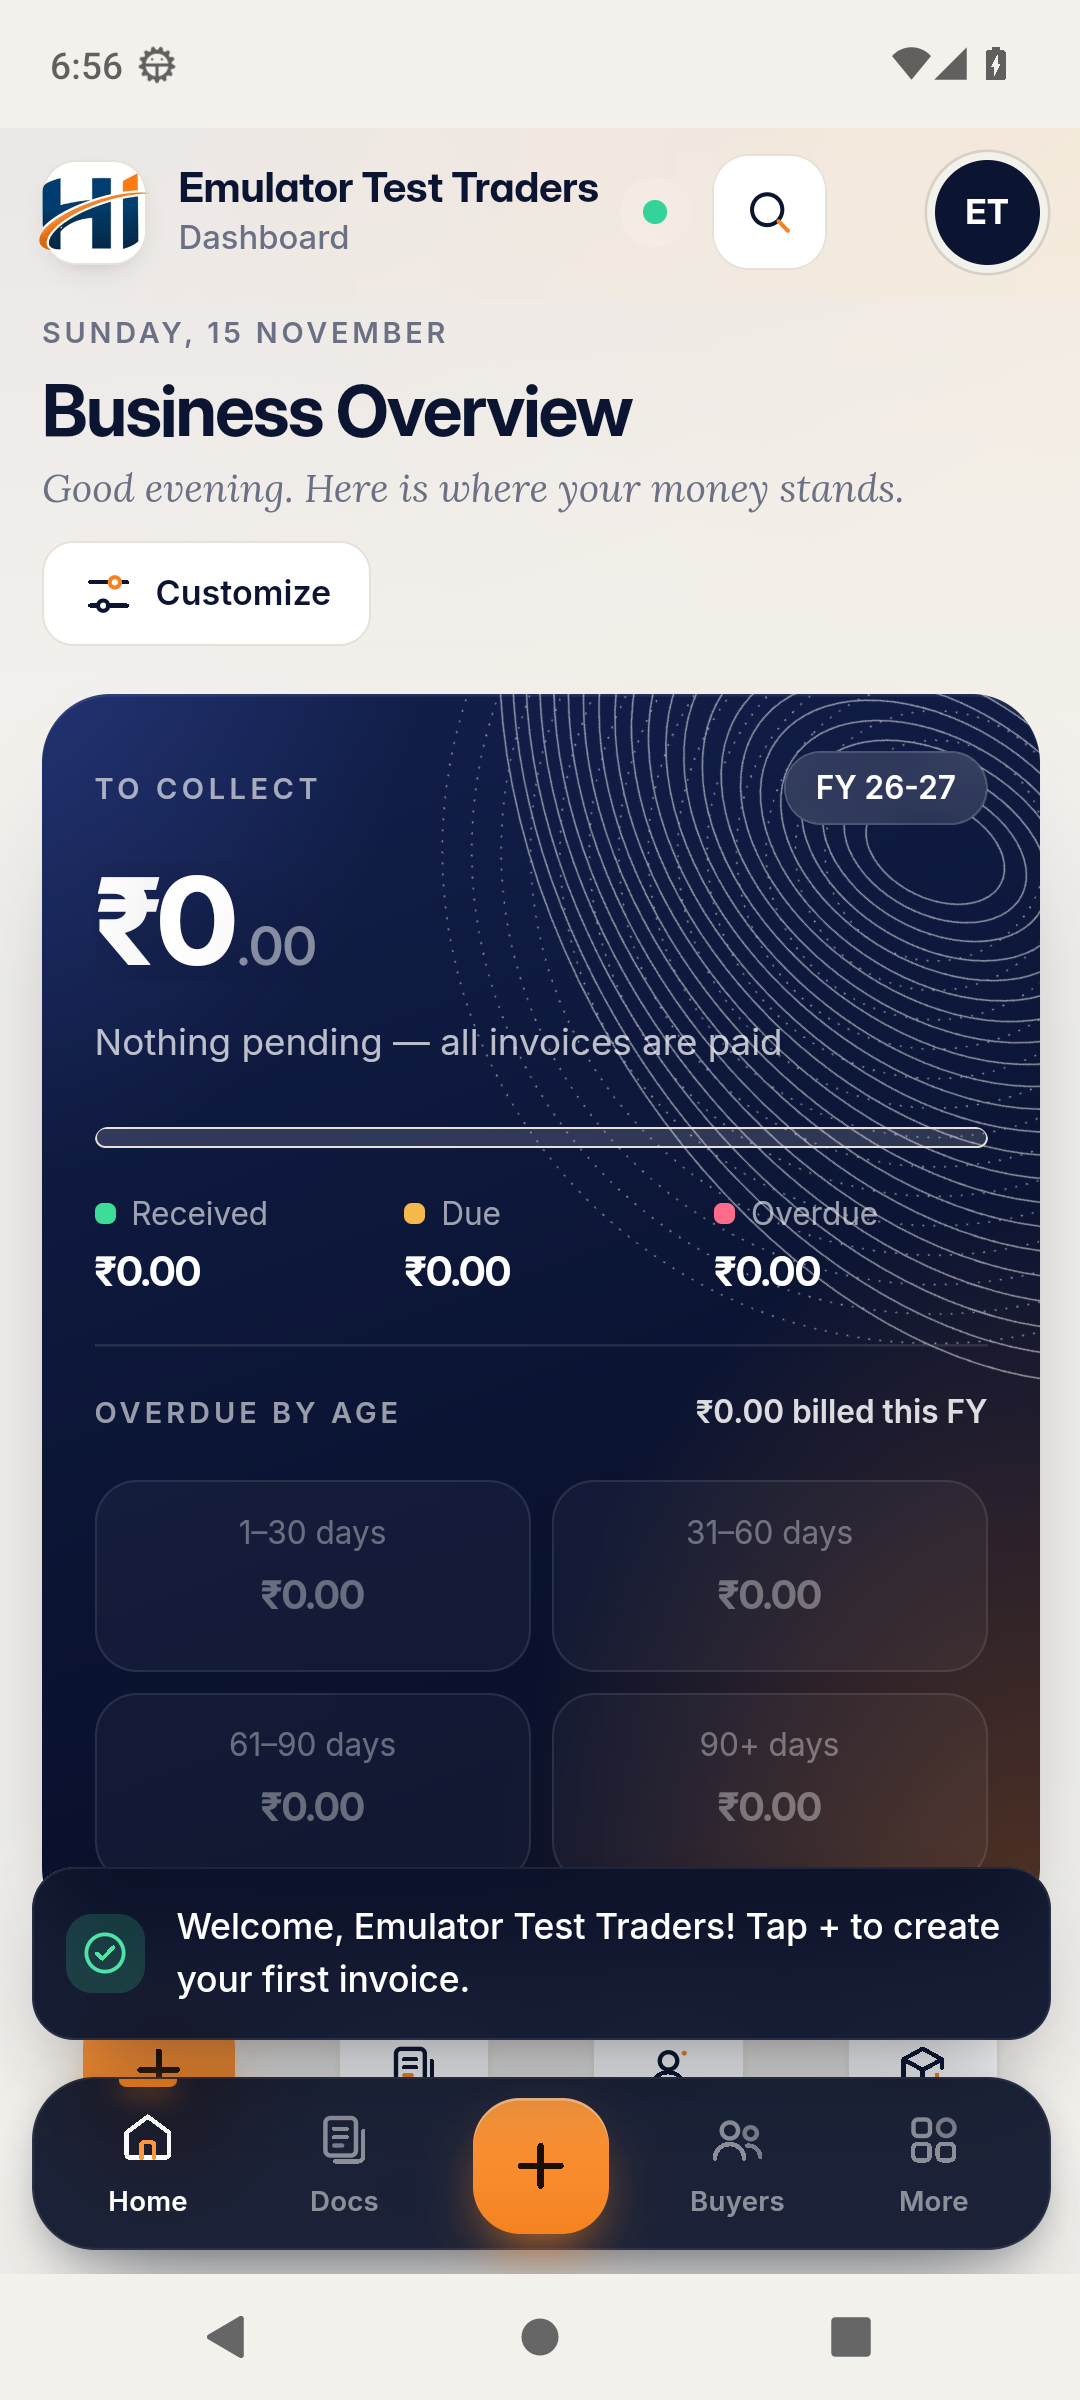 6:56
Hi
Emulator Test Traders
Dashboard
ET
SUNDAY, 15 NOVEMBER
Business Overview
Good evening. Here is where your money stands.
Customize
TO COLLECT
FY 26-27
₹0.00
Nothing pending — all invoices are paid
Received
Due
Overdue
₹0.00
₹0.00
₹0.00
OVERDUE BY AGE
₹0.00 billed this FY
1–30 days
₹0.00
31–60 days
₹0.00
61–90 days
₹0.00
90+ days
₹0.00
Welcome, Emulator Test Traders! Tap + to create
your first invoice.
Home
Docs
Buyers
More